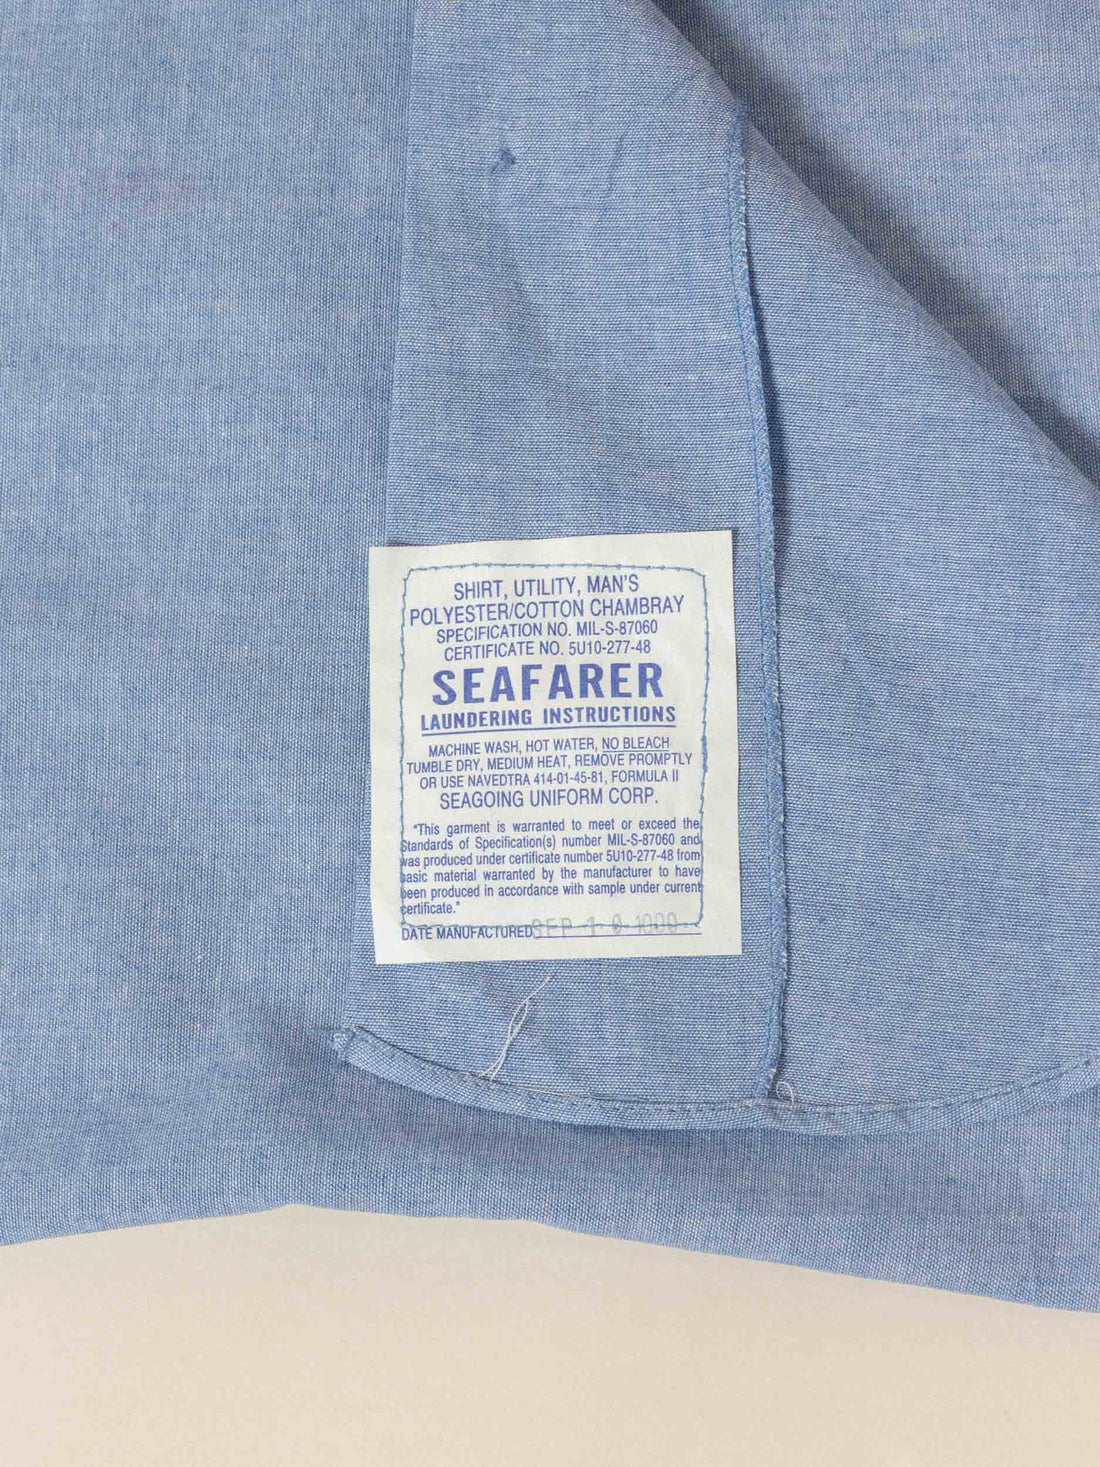 SHIRT, UTILITY, MAN'S
POLYESTER/COTTON CHAMBRAY
SPECIFICATION NO. MIL-S-87060
CERTIFICATE NO. 5U10-277-48
SEAFARER
LAUNDERING INSTRUCTIONS
MACHINE WASH, HOT WATER, NO BLEACH
TUMBLE DRY, MEDIUM HEAT, REMOVE PROMPTLY
OR USE NAVEDTRA 414-01-45-81, FORMULA II
SEAGOING UNIFORM CORP.
"This garment is warranted to meet or exceed the
Standards of Specification(s) number MIL-S-87060 and
was produced under certificate number 5U10-277-48 from
basic material warranted by the manufacturer to have
been produced in accordance with sample under current
certificate."
DATE MANUFACTURED SEP